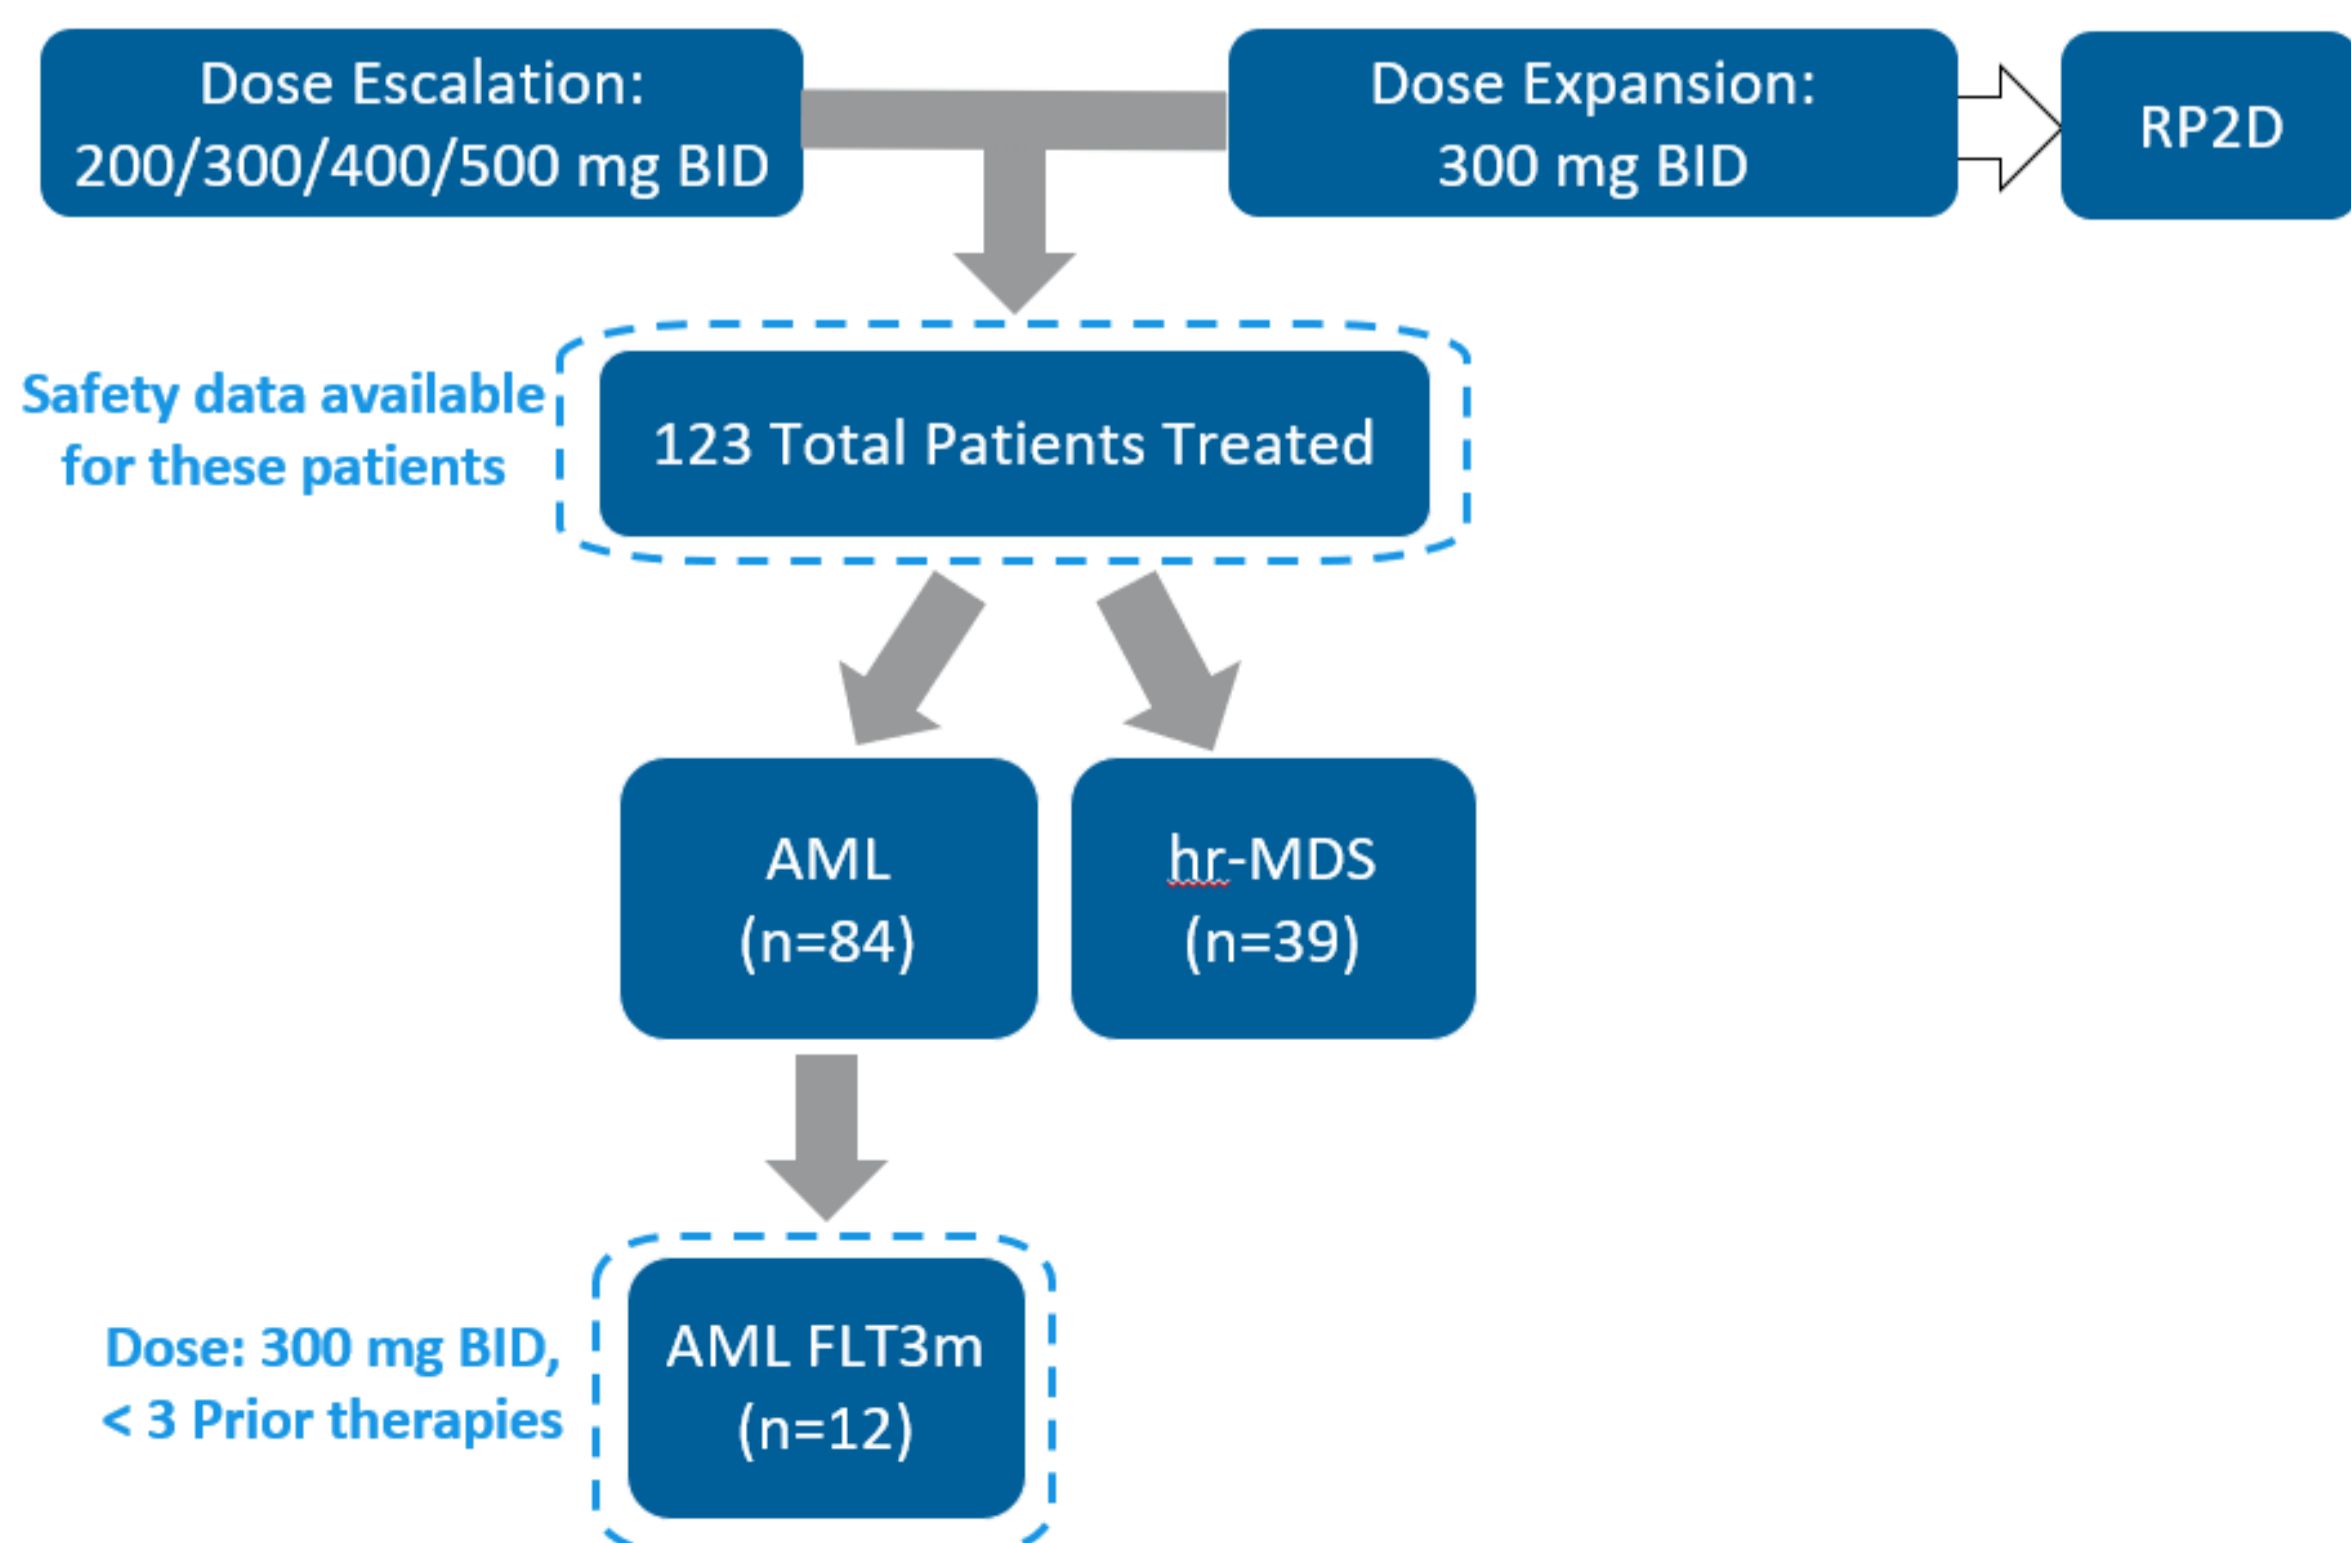 Dose Escalation:
200/300/400/500 mg BID
Dose Expansion:
300 mg BID
RP2D
Safety data available
for these patients
123 Total Patients Treated
AML
(n=84)
hr-MDS
(n=39)
Dose: 300 mg BID,
< 3 Prior therapies
AML FLT3m
(n=12)